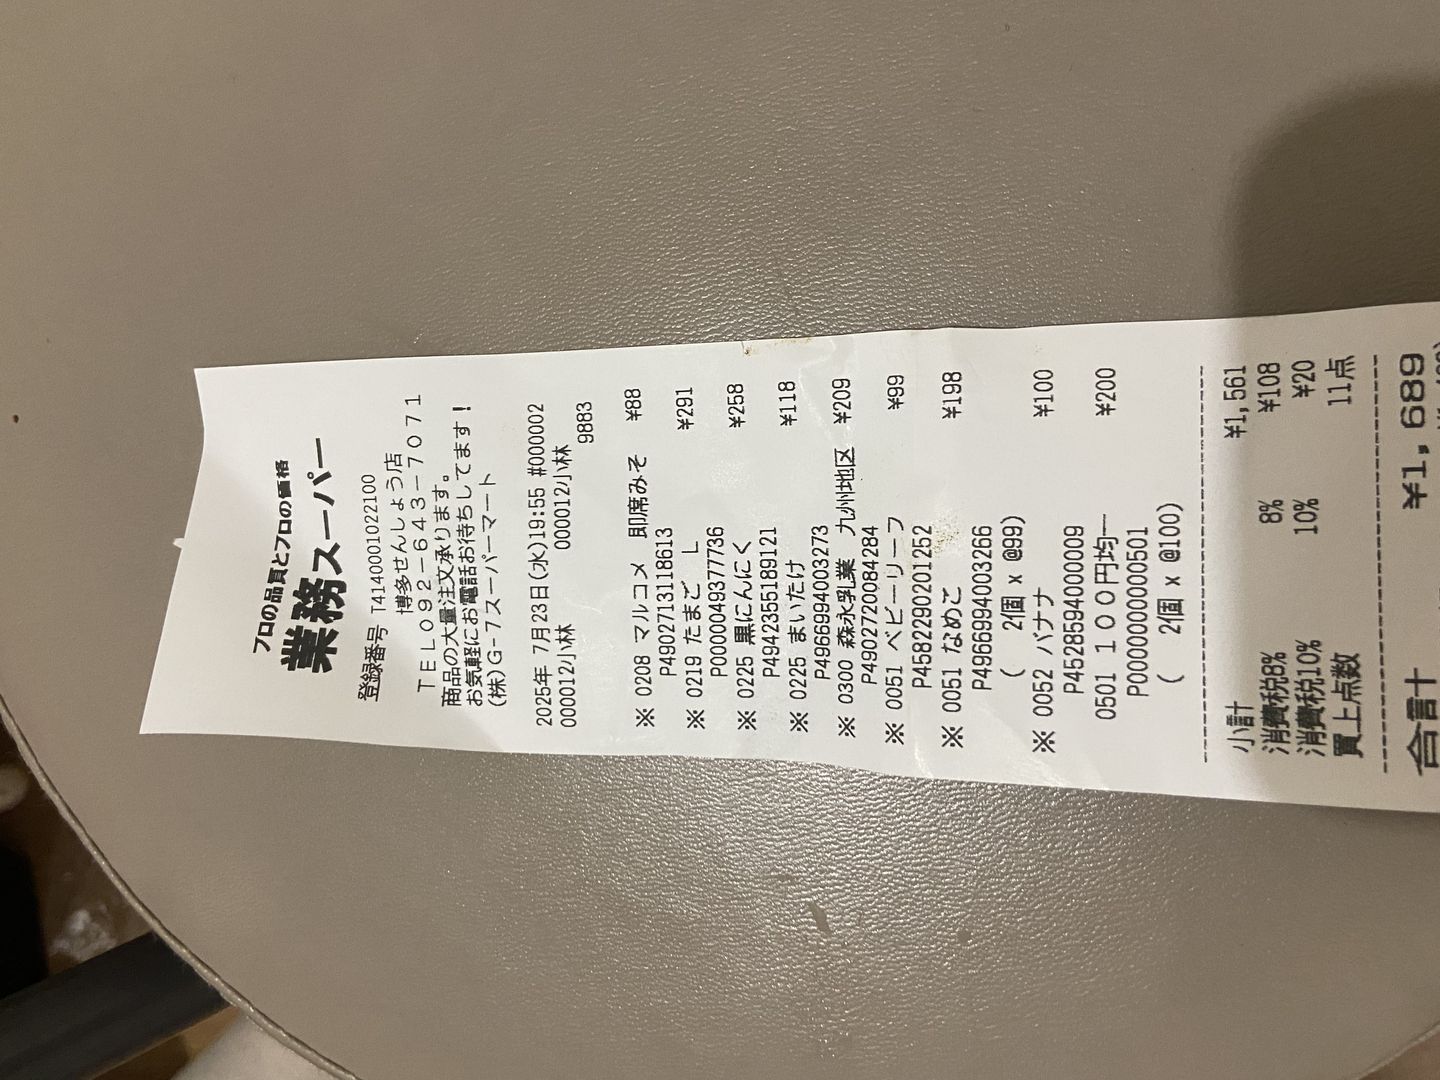 プロの品質とプロの価格
業務スーパー
登録番号 T4140001022100
博多せんしょう店
TEL092-643-7071
商品の大量注文承ります。
お気軽にお電話お待ちしてます!
(株)G-7スーパーマート
2025年 7月23日(水)19:55 #000002
000012小林 000012小林
9883
※ 0208 マルコメ 即席みそ ¥88
P4902713118613
※ 0219 たまご L ¥291
P0000049377736
※ 0225 黒にんにく ¥258
P4942355189121
※ 0225 まいたけ ¥118
P4966994003273
※ 0300 森永乳業 九州地区 ¥209
P4902720084284
※ 0051 ベビーリーフ ¥99
P4582290201252
※ 0051 なめこ ¥198
P4966994003266
( 2個 x @99)
※ 0052 バナナ ¥100
P4528594000009
0501 100円均一 ¥200
P0000000000501
( 2個 x @100)
小計 ¥1,561
消費税8% 8% ¥108
消費税10% 10% ¥20
買上点数 11点
合計 ¥1,689